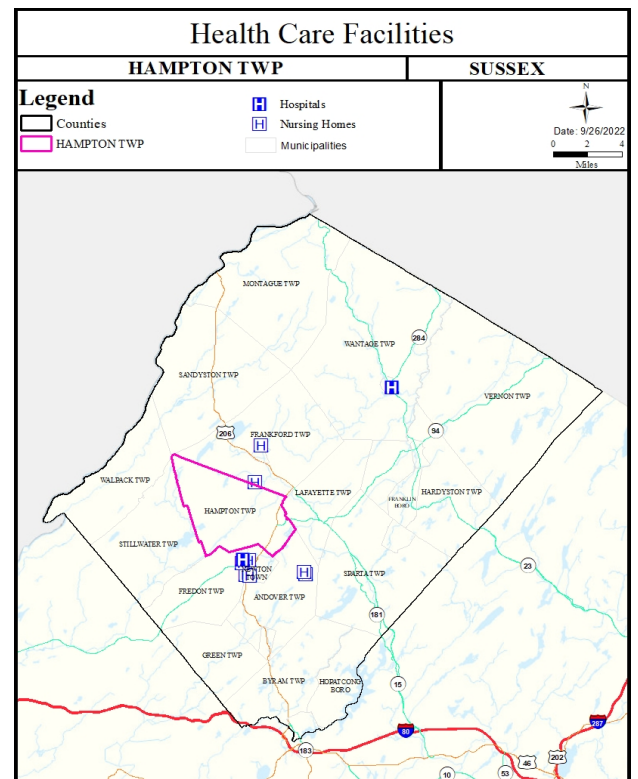 Health Care Facilities
HAMPTON TWP
SUSSEX
Legend
Counties
HAMPTON TWP
H Hospitals
H Nursing Homes
Municipalities
N
Date: 9/26/2022
0 2 4
Miles
MONTAGUE TWP
WANTAGE TWP
284
SANDYSTON TWP
H
VERNON TWP
206
FRANKFORD TWP
94
H
WALPACK TWP
H
LAFAYETTE TWP
HARDYSTON TWP
FRANKLIN
BORO
HAMPTON TWP
STILLWATER TWP
H H
NEWTON
TOWN
H
SPARTA TWP
23
FREDON TWP
ANDOVER TWP
181
GREEN TWP
BYRAM TWP
HOPATCONG
BORO
15
80
287
183
46
202
10
53